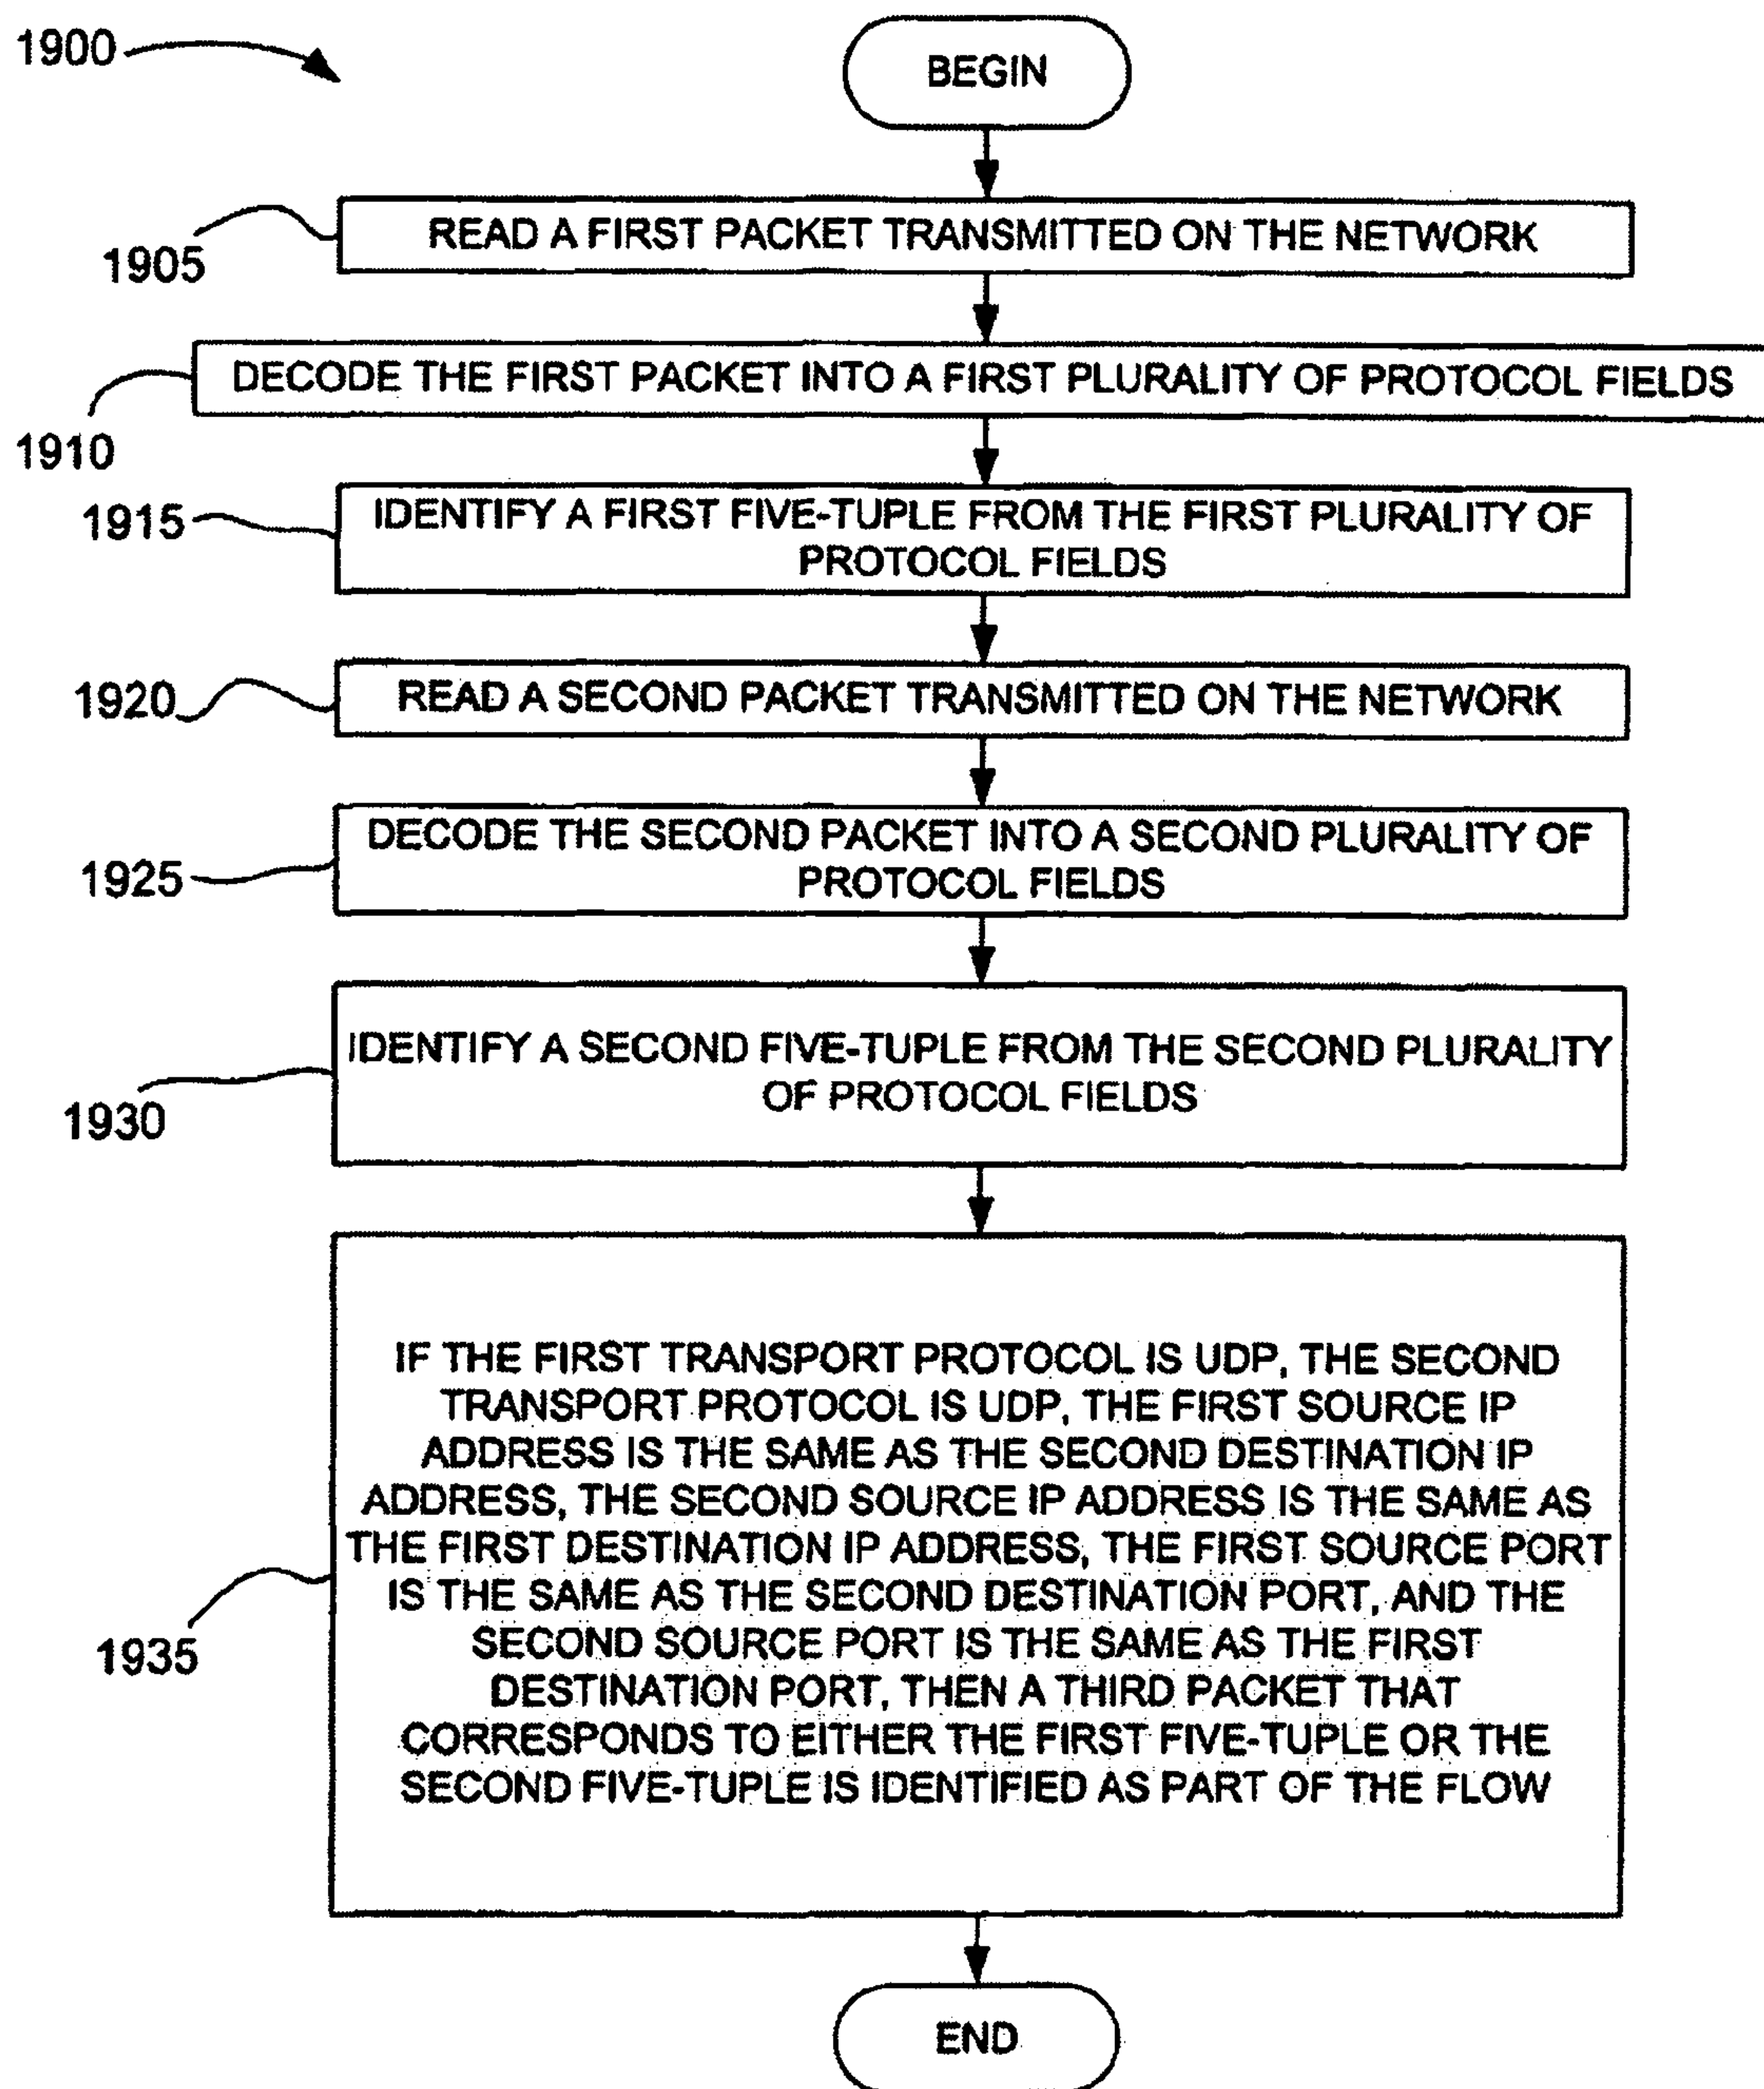 1900
BEGIN
READ A FIRST PACKET TRANSMITTED ON THE NETWORK
1905
DECODE THE FIRST PACKET INTO A FIRST PLURALITY OF PROTOCOL FIELDS
1910
IDENTIFY A FIRST FIVE-TUPLE FROM THE FIRST PLURALITY OF
PROTOCOL FIELDS
1915
READ A SECOND PACKET TRANSMITTED ON THE NETWORK
1920
DECODE THE SECOND PACKET INTO A SECOND PLURALITY OF
PROTOCOL FIELDS
1925
IDENTIFY A SECOND FIVE-TUPLE FROM THE SECOND PLURALITY
OF PROTOCOL FIELDS
1930
IF THE FIRST TRANSPORT PROTOCOL IS UDP, THE SECOND
TRANSPORT PROTOCOL IS UDP, THE FIRST SOURCE IP
ADDRESS IS THE SAME AS THE SECOND DESTINATION IP
ADDRESS, THE SECOND SOURCE IP ADDRESS IS THE SAME AS
THE FIRST DESTINATION IP ADDRESS, THE FIRST SOURCE PORT
IS THE SAME AS THE SECOND DESTINATION PORT, AND THE
SECOND SOURCE PORT IS THE SAME AS THE FIRST
DESTINATION PORT, THEN A THIRD PACKET THAT
CORRESPONDS TO EITHER THE FIRST FIVE-TUPLE OR THE
SECOND FIVE-TUPLE IS IDENTIFIED AS PART OF THE FLOW
1935
END